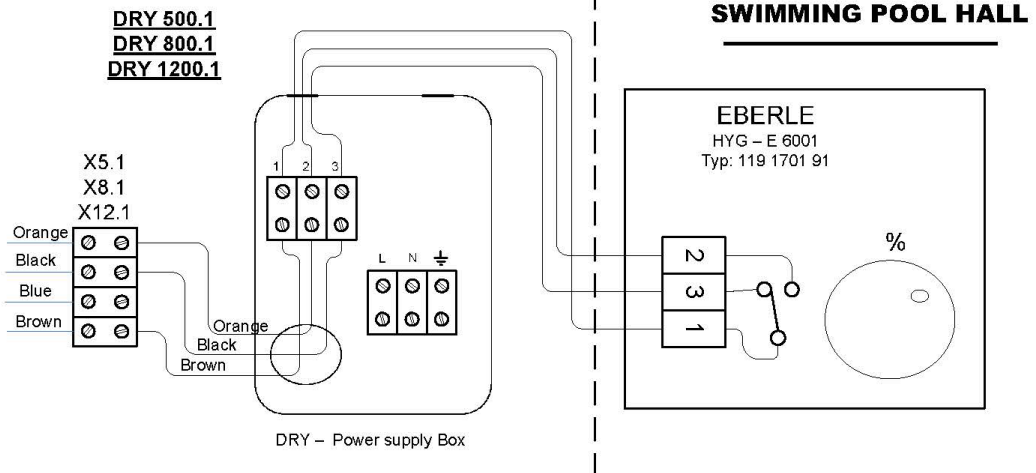 DRY 500.1
DRY 800.1
DRY 1200.1
SWIMMING POOL HALL
EBERLE
HYG – E 6001
Typ: 119 1701 91
X5.1
X8.1
X12.1
1 2 3
Orange
Black
Blue
Brown
L N
%
2
3
1
Orange
Black
Brown
DRY – Power supply Box